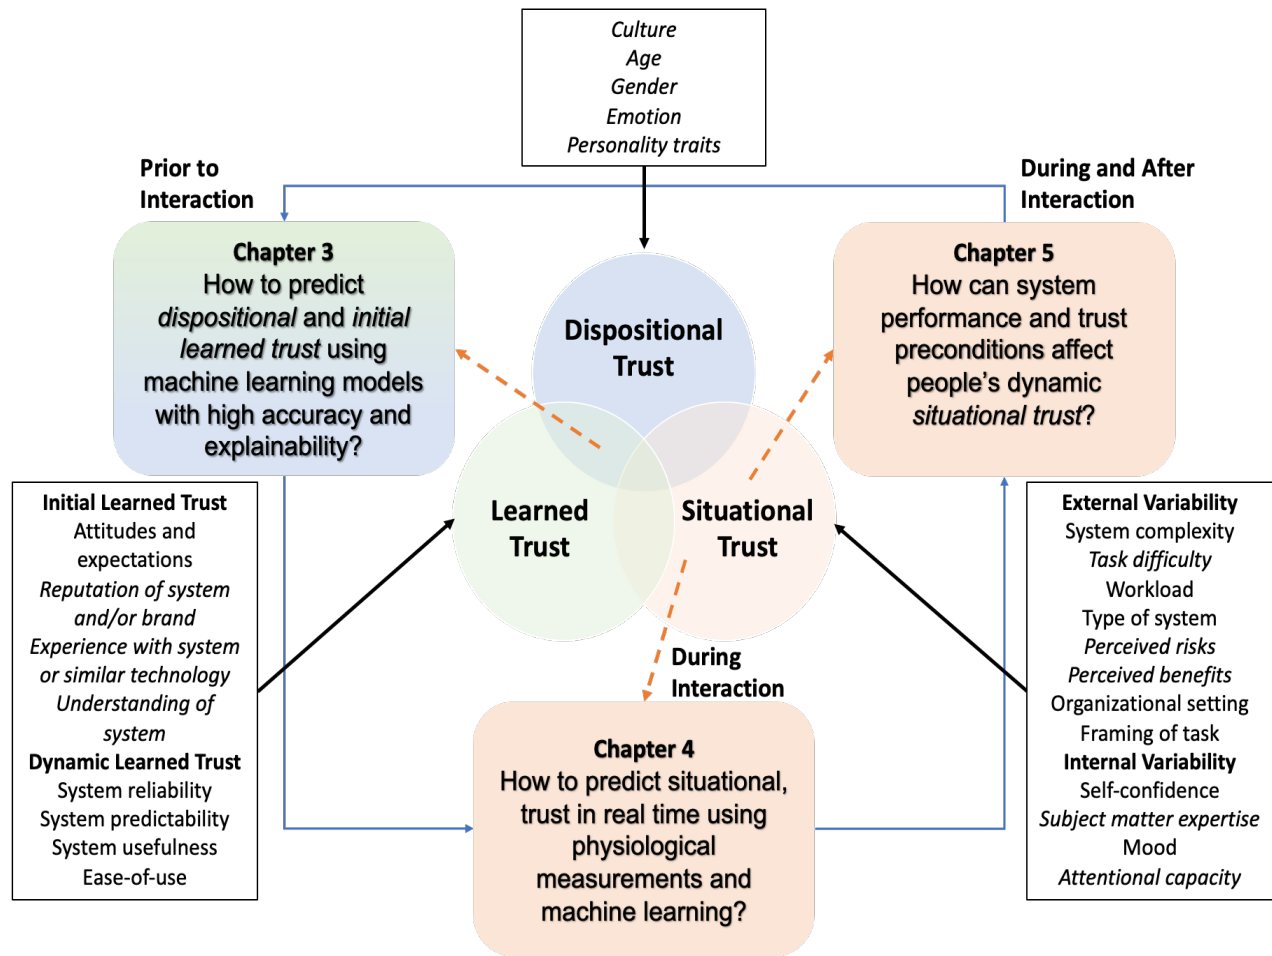 Culture
Age
Gender
Emotion
Personality traits
Prior to
Interaction
During and After
Interaction
Chapter 3
How to predict
dispositional and initial
learned trust using
machine learning models
with high accuracy and
explainability?
Dispositional
Trust
Chapter 5
How can system
performance and trust
preconditions affect
people's dynamic
situational trust?
Learned
Trust
Situational
Trust
Initial Learned Trust
Attitudes and
expectations
Reputation of system
and/or brand
Experience with system
or similar technology
Understanding of
system
Dynamic Learned Trust
System reliability
System predictability
System usefulness
Ease-of-use
During
Interaction
Chapter 4
How to predict situational,
trust in real time using
physiological
measurements and
machine learning?
External Variability
System complexity
Task difficulty
Workload
Type of system
Perceived risks
Perceived benefits
Organizational setting
Framing of task
Internal Variability
Self-confidence
Subject matter expertise
Mood
Attentional capacity